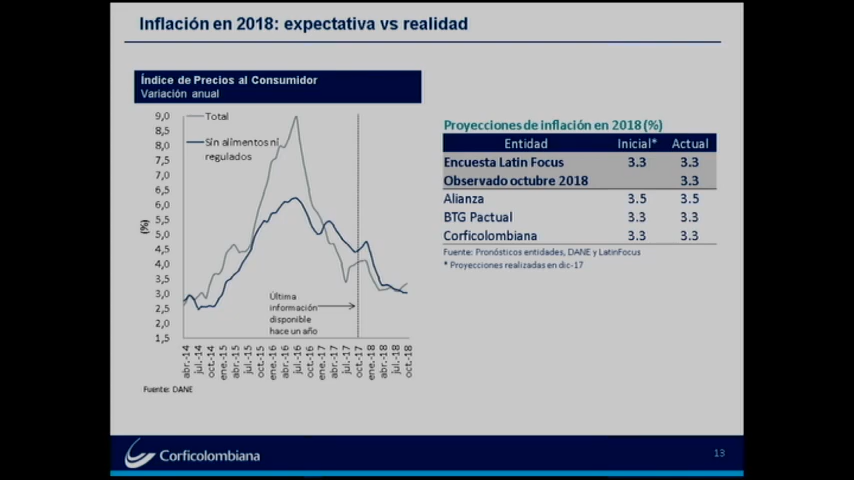 Inflación en 2018: expectativa vs realidad
Índice de Precios al Consumidor
Variación anual
Total
Sin alimentos ni
regulados
(%)
9,0
8,5
8,0
7,5
7,0
6,5
6,0
5,5
5,0
4,5
4,0
3,5
3,0
2,5
2,0
1,5
Última
información
disponible
hace un año
abr.-14
jul.-14
oct.-14
ene.-15
abr.-15
jul.-15
oct.-15
ene.-16
abr.-16
jul.-16
oct.-16
ene.-17
abr.-17
jul.-17
oct.-17
ene.-18
abr.-18
jul.-18
oct.-18
Fuente: DANE
Proyecciones de inflación en 2018 (%)
Entidad Inicial* Actual
Encuesta Latin Focus 3.3 3.3
Observado octubre 2018 3.3
Alianza 3.5 3.5
BTG Pactual 3.3 3.3
Corficolombiana 3.3 3.3
Fuente: Pronósticos entidades, DANE y LatinFocus
* Proyecciones realizadas en dic-17
Corficolombiana
13